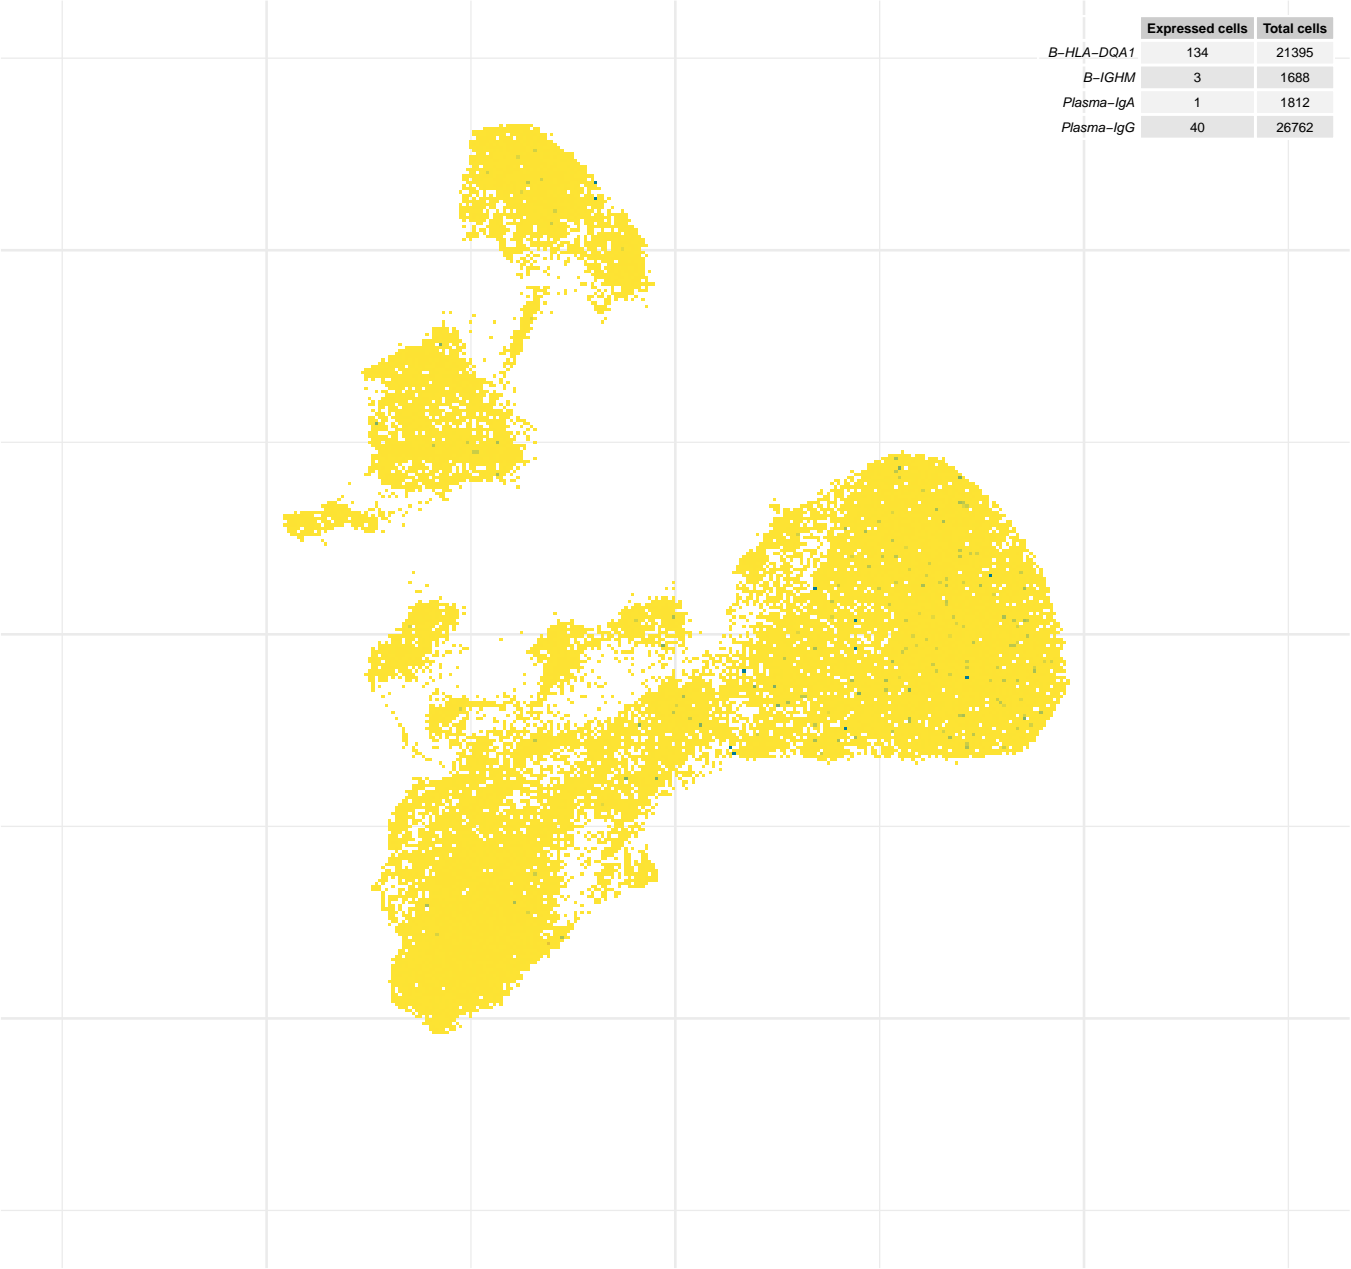 Expressed cells Total cells
B−HLA−DQA1 134 21395
B−IGHM 3 1688
Plasma−IgA 1 1812
Plasma−IgG 40 26762